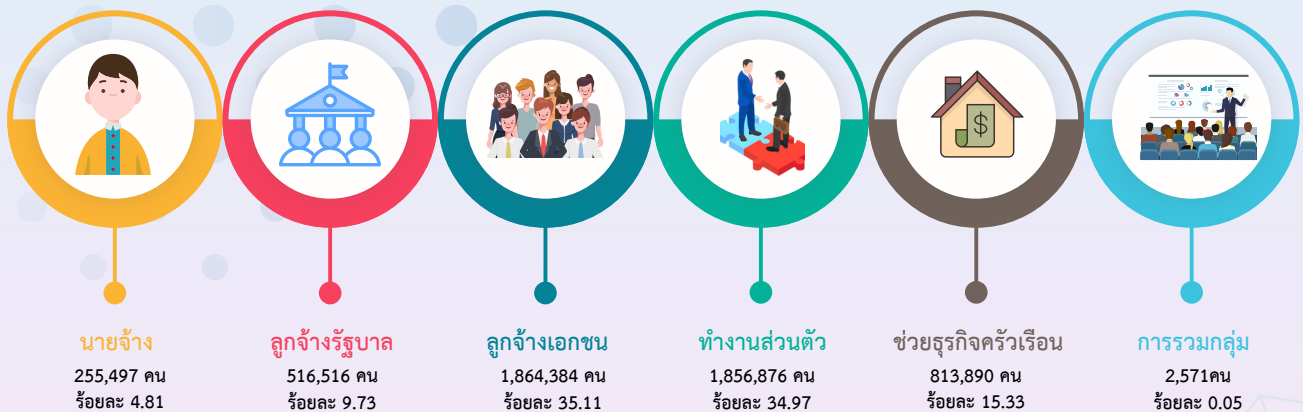 นายจ้าง
255,497 คน
ร้อยละ 4.81
ลูกจ้างรัฐบาล
516,516 คน
ร้อยละ 9.73
ลูกจ้างเอกชน
1,864,384 คน
ร้อยละ 35.11
ทำงานส่วนตัว
1,856,876 คน
ร้อยละ 34.97
ช่วยธุรกิจครัวเรือน
813,890 คน
ร้อยละ 15.33
การรวมกลุ่ม
2,571คน
ร้อยละ 0.05